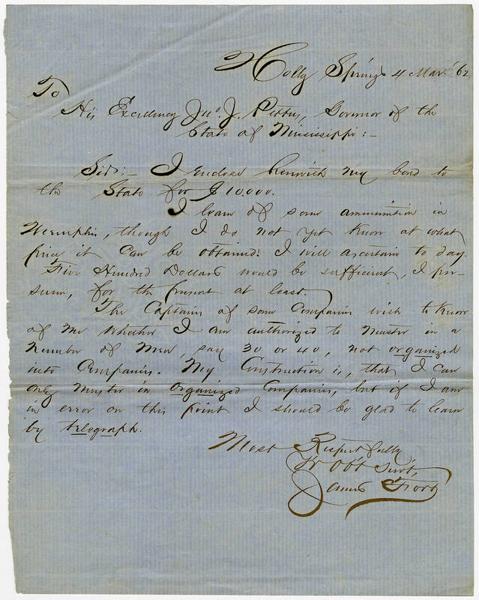 Holly Springs 4 Mar. 62
To
His Excellency Jno. J. Pettus, Governor of the
State of Mississippi:-
Sir:- I enclose herewith my bond to
the State for $10,000.
I learn of some ammunition in
Memphis, though I do not yet know at what
price it can be obtained. I will ascertain to day.
Five Hundred Dollars would be sufficient, I pre-
sume, for the present at least.
The Captains of some Companies wish to know
of me whether I am authorized to Muster in a
Number of Men say 30 or 40, not organized
into Companies. My Construction is, that I can
only muster in organized Companies, but if I am
in error on this point I should be glad to learn
by telegraph.
Most Respectfully
Yr Obt Servt,
James